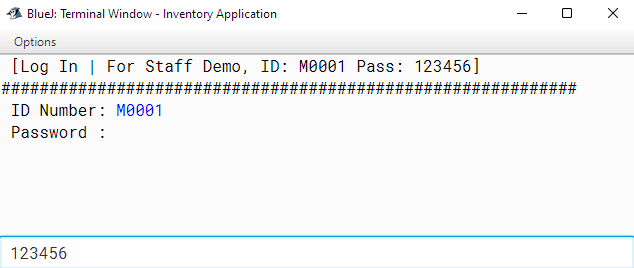 BlueJ: Terminal Window - Inventory Application
Options
[Log In | For Staff Demo, ID: M0001 Pass: 123456]
############################################################
ID Number: M0001
Password :
123456